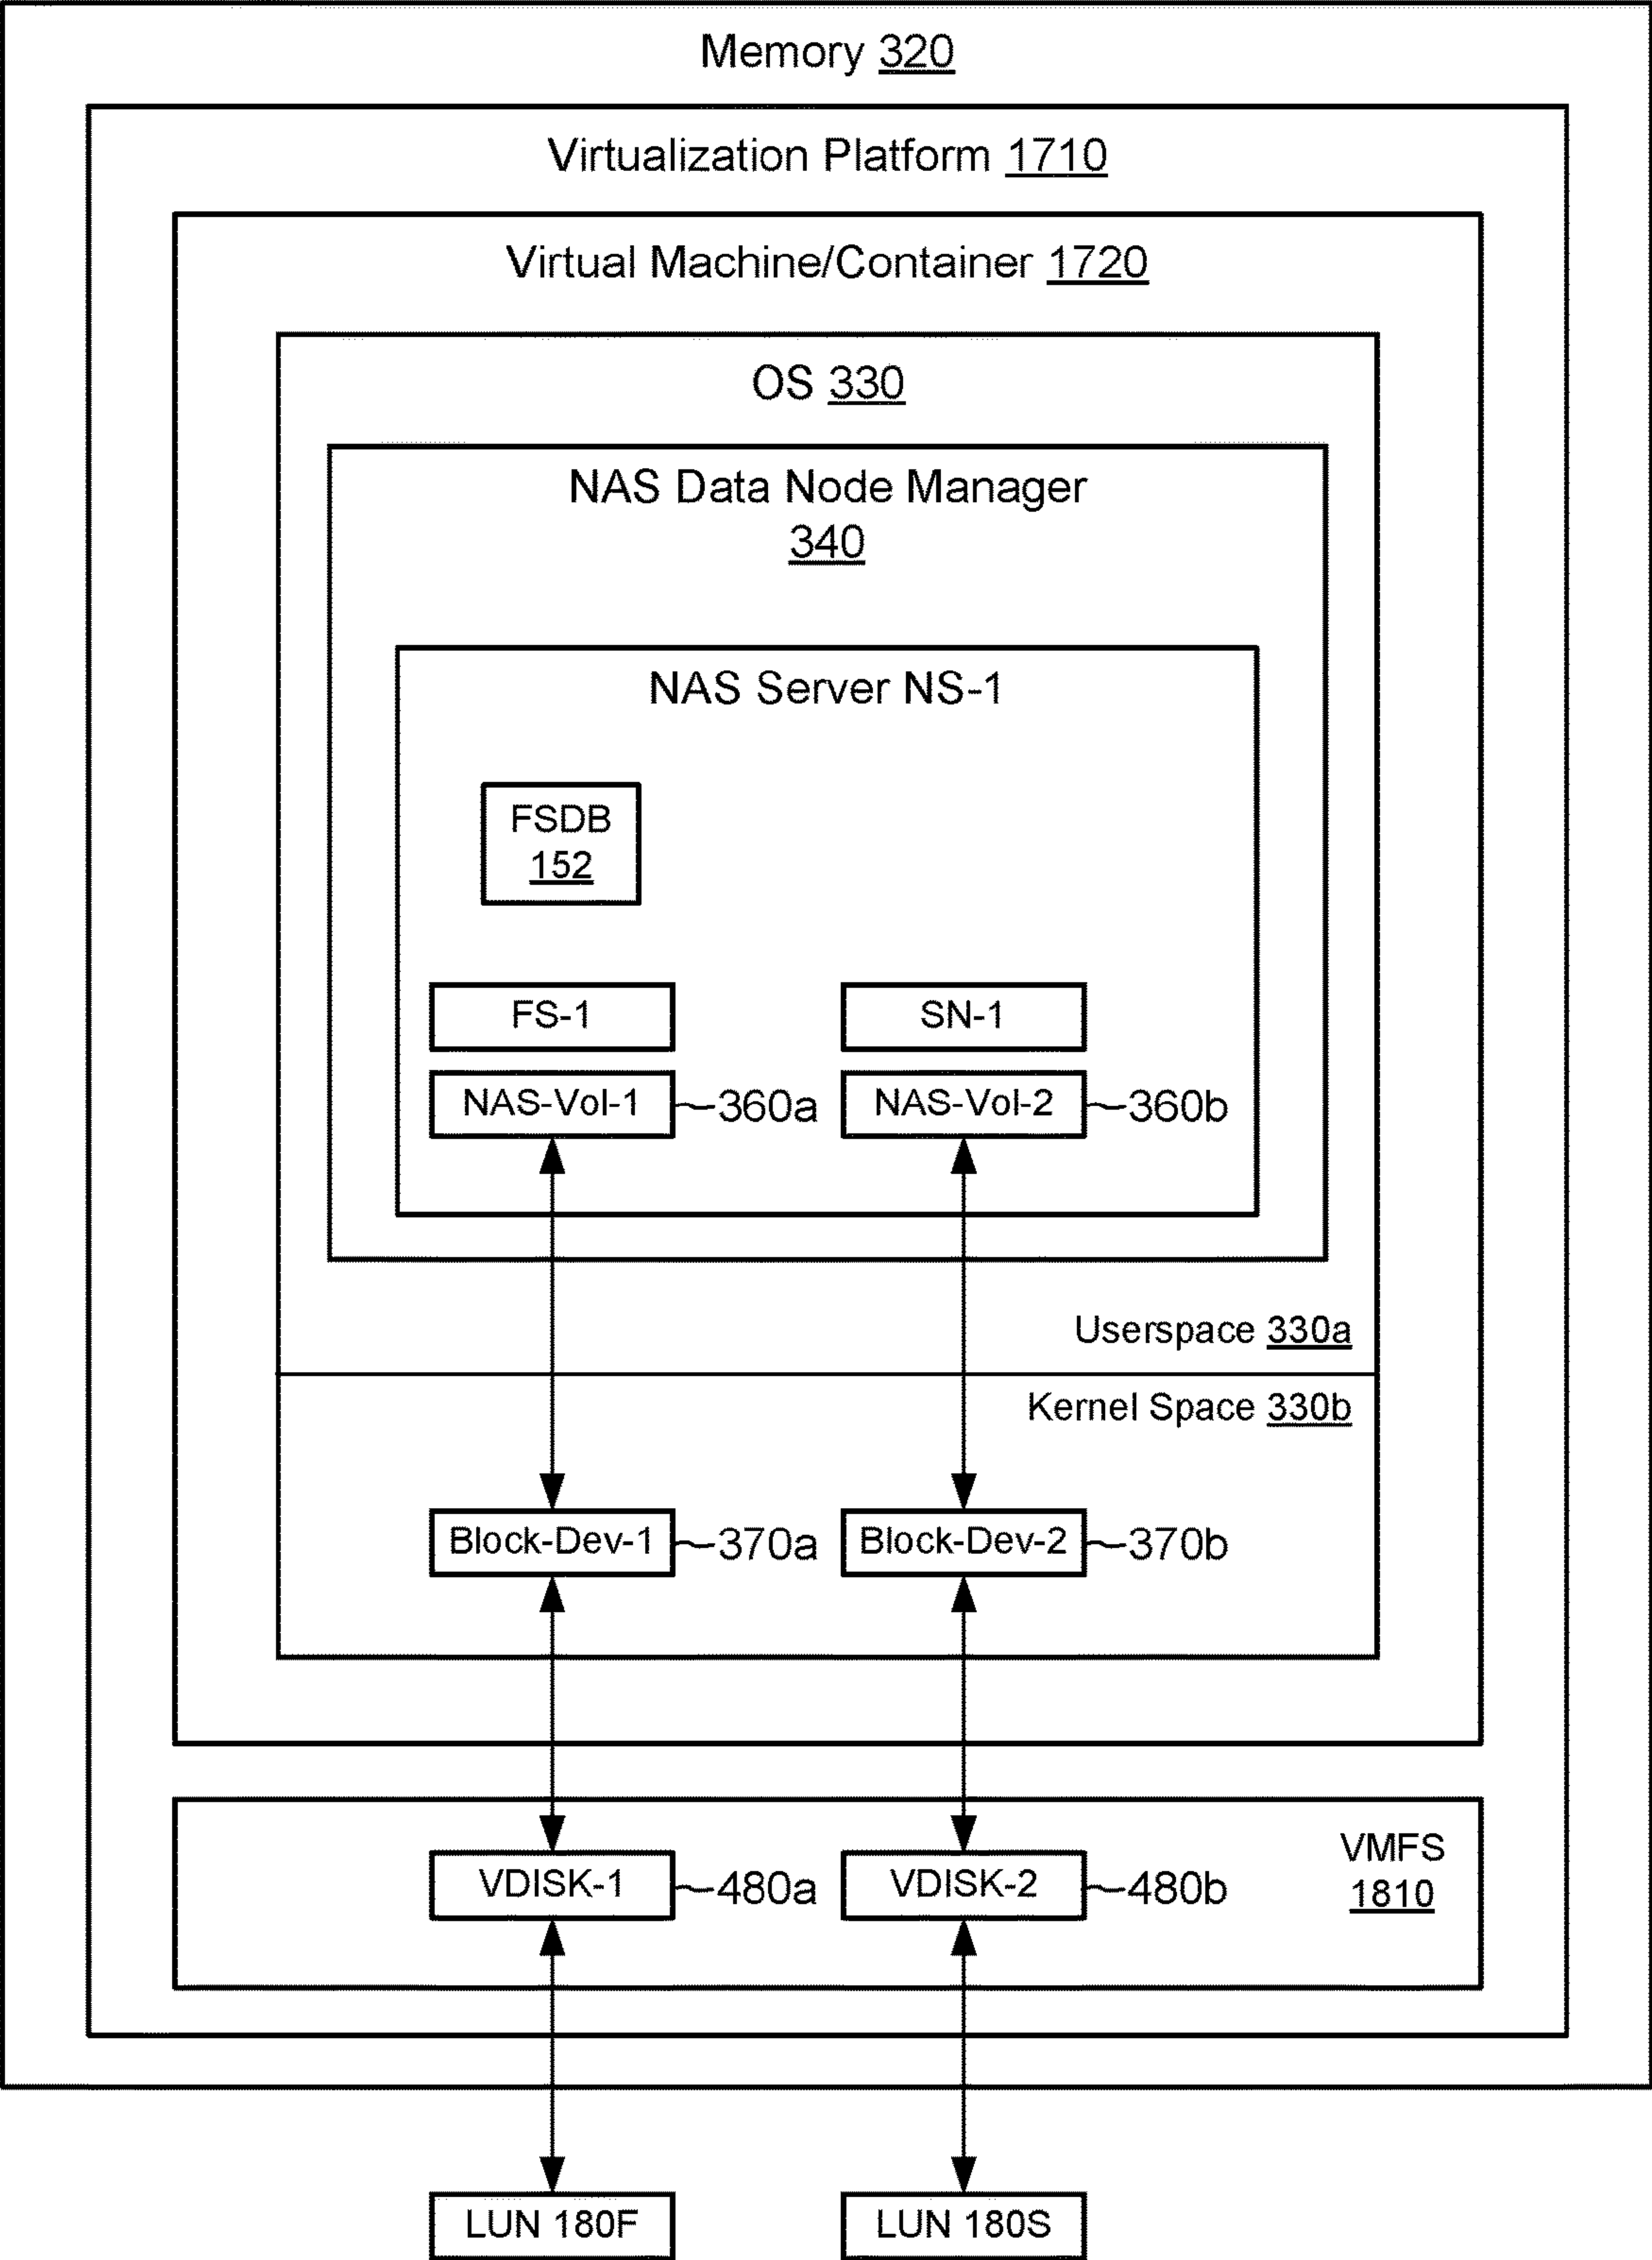 Memory 320
Virtualization Platform 1710
Virtual Machine/Container 1720
OS 330
NAS Data Node Manager
340
NAS Server NS-1
FSDB
152
FS-1
SN-1
NAS-Vol-1
360a
NAS-Vol-2
360b
Userspace 330a
Kernel Space 330b
Block-Dev-1
370a
Block-Dev-2
370b
VMFS
1810
VDISK-1
480a
VDISK-2
480b
LUN 180F
LUN 180S